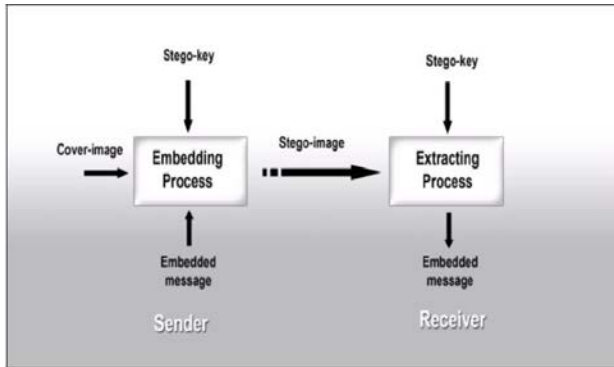 Stego-key
Stego-key
Cover-image
Embedding
Process
Stego-image
Extracting
Process
Embedded
message
Embedded
message
Sender
Receiver